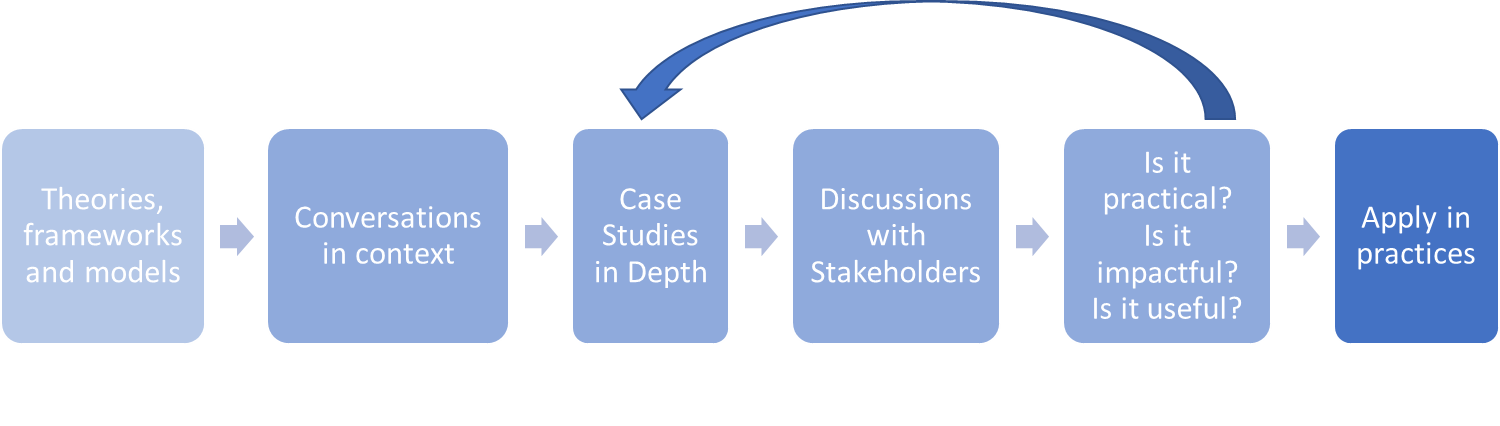 Theories,
frameworks
and models
Conversations
in context
Case
Studies
in Depth
Discussions
with
Stakeholders
Is it
practical?
Is it
impactful?
Is it useful?
Apply in
practices